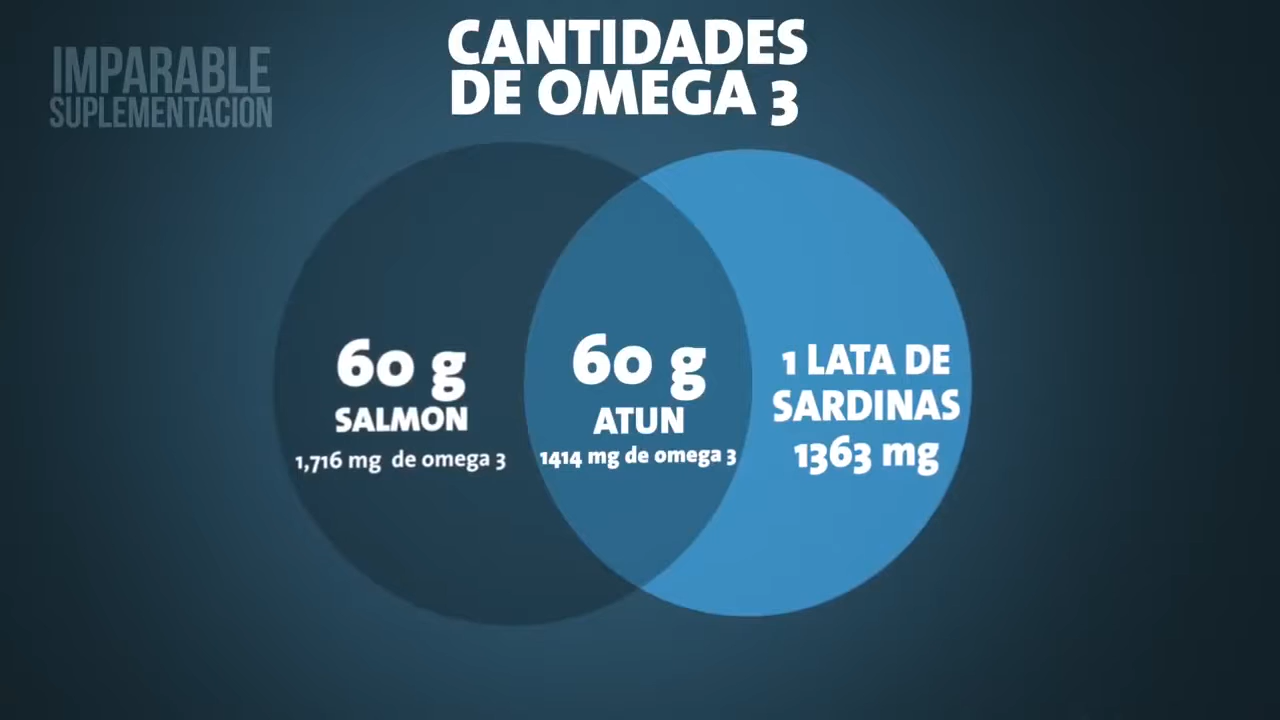 IMPARABLE
SUPLEMENTACION
CANTIDADES
DE OMEGA 3
60 g
SALMON
1,716 mg de omega 3
60 g
ATUN
1414 mg de omega 3
1 LATA DE
SARDINAS
1363 mg